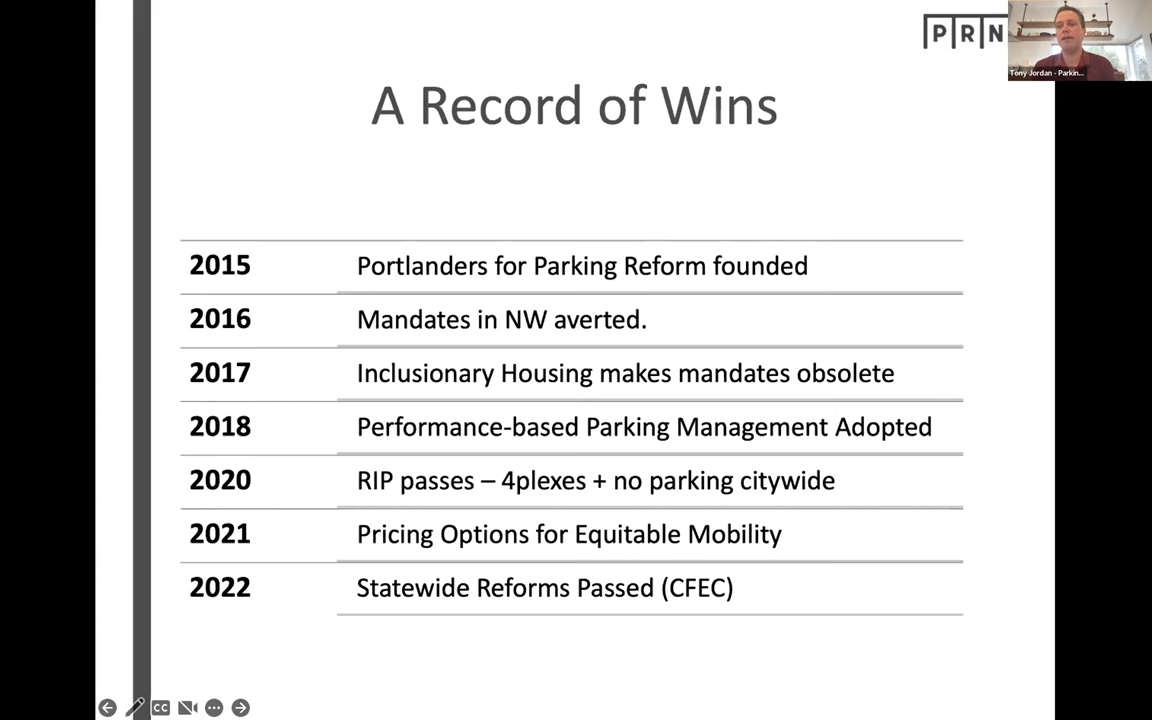 PRN
Tony Jordan - Parkin...
A Record of Wins
2015 Portlanders for Parking Reform founded
2016 Mandates in NW averted.
2017 Inclusionary Housing makes mandates obsolete
2018 Performance-based Parking Management Adopted
2020 RIP passes – 4plexes + no parking citywide
2021 Pricing Options for Equitable Mobility
2022 Statewide Reforms Passed (CFEC)
CC